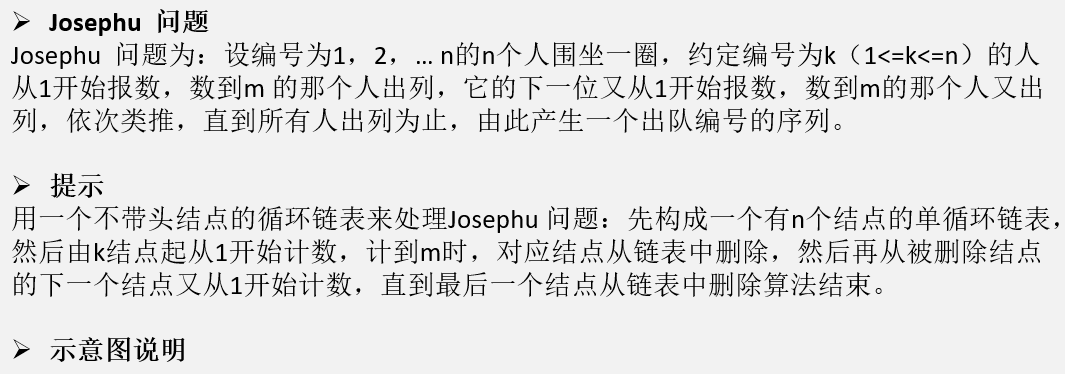 ➢ Josephu 问题
Josephu 问题为：设编号为1，2，… n的n个人围坐一圈，约定编号为k（1<=k<=n）的人
从1开始报数，数到m 的那个人出列，它的下一位又从1开始报数，数到m的那个人又出
列，依次类推，直到所有人出列为止，由此产生一个出队编号的序列。
➢ 提示
用一个不带头结点的循环链表来处理Josephu 问题：先构成一个有n个结点的单循环链表，
然后由k结点起从1开始计数，计到m时，对应结点从链表中删除，然后再从被删除结点
的下一个结点又从1开始计数，直到最后一个结点从链表中删除算法结束。
➢ 示意图说明